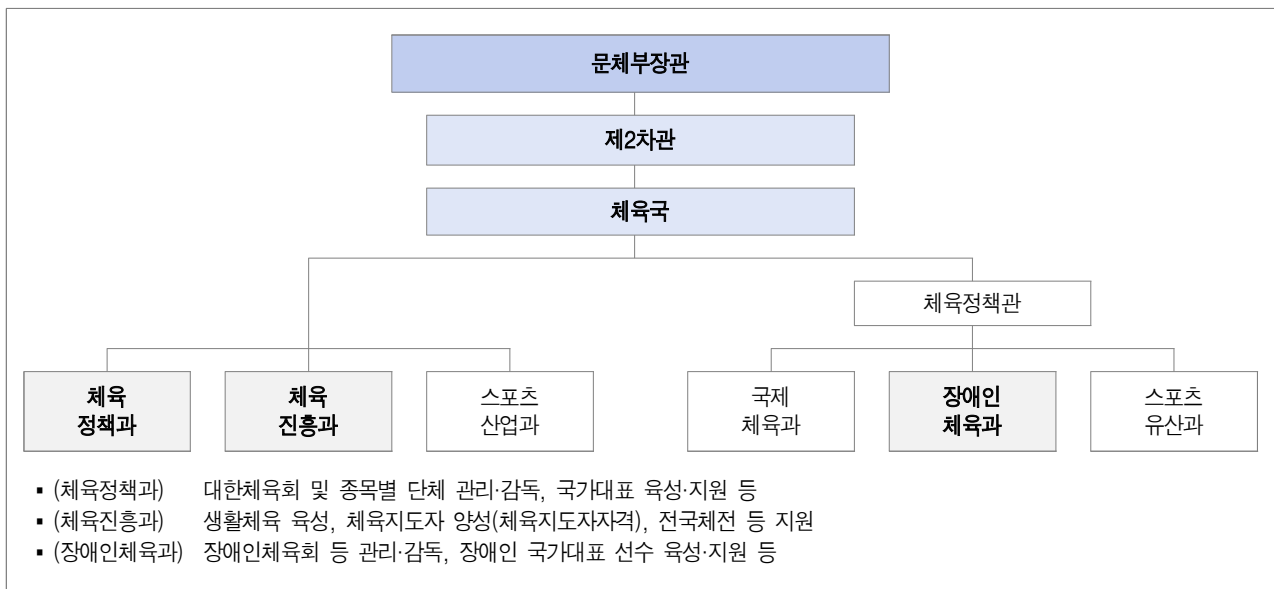 문체부장관
제2차관
체육국
체육정책관
체육
정책과
체육
진흥과
스포츠
산업과
국제
체육과
장애인
체육과
스포츠
유산과
▪ (체육정책과) 대한체육회 및 종목별 단체 관리·감독, 국가대표 육성·지원 등
▪ (체육진흥과) 생활체육 육성, 체육지도자 양성(체육지도자자격), 전국체전 등 지원
▪ (장애인체육과) 장애인체육회 등 관리·감독, 장애인 국가대표 선수 육성·지원 등